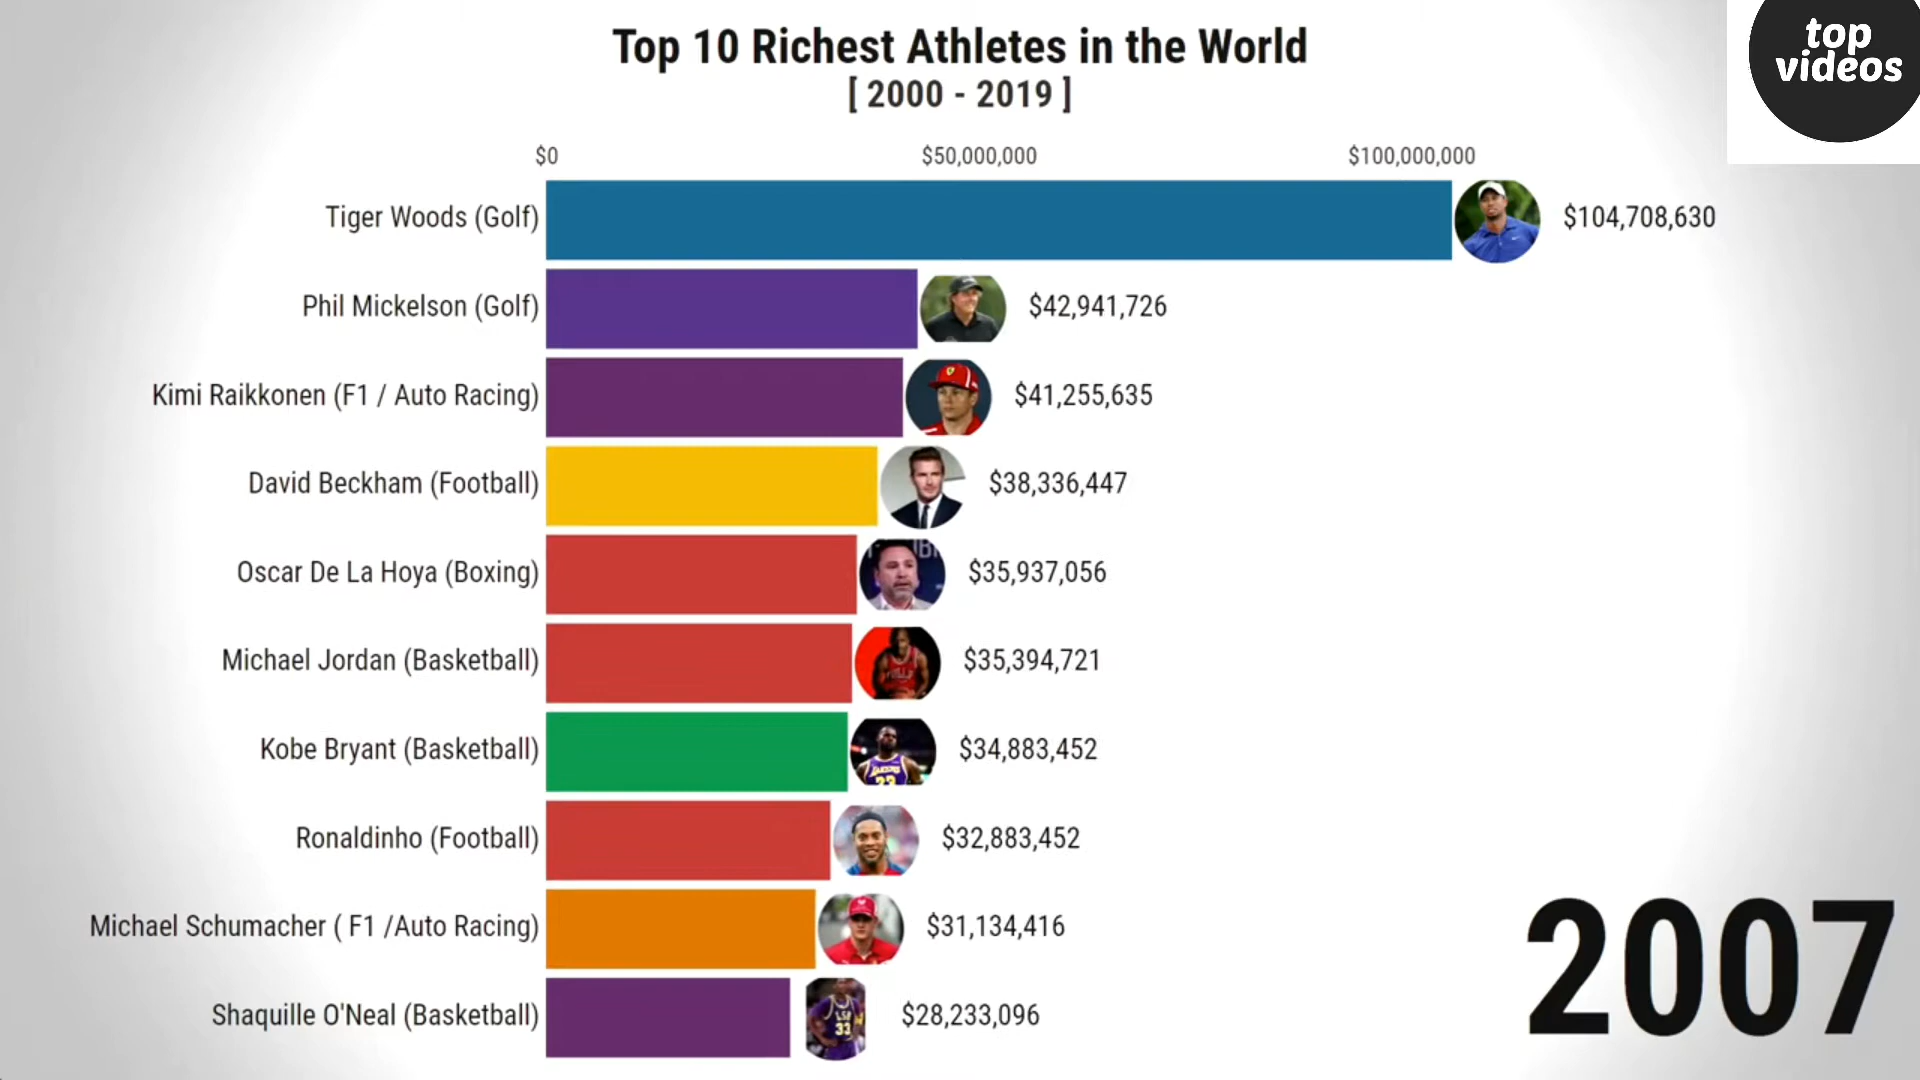 Top 10 Richest Athletes in the World
[ 2000 - 2019 ]
top
videos
$0 $50,000,000 $100,000,000
Tiger Woods (Golf) $104,708,630
Phil Mickelson (Golf) $42,941,726
Kimi Raikkonen (F1 / Auto Racing) $41,255,635
David Beckham (Football) $38,336,447
Oscar De La Hoya (Boxing) $35,937,056
Michael Jordan (Basketball) $35,394,721
Kobe Bryant (Basketball) $34,883,452
Ronaldinho (Football) $32,883,452
Michael Schumacher ( F1 /Auto Racing) $31,134,416
Shaquille O'Neal (Basketball) $28,233,096
2007